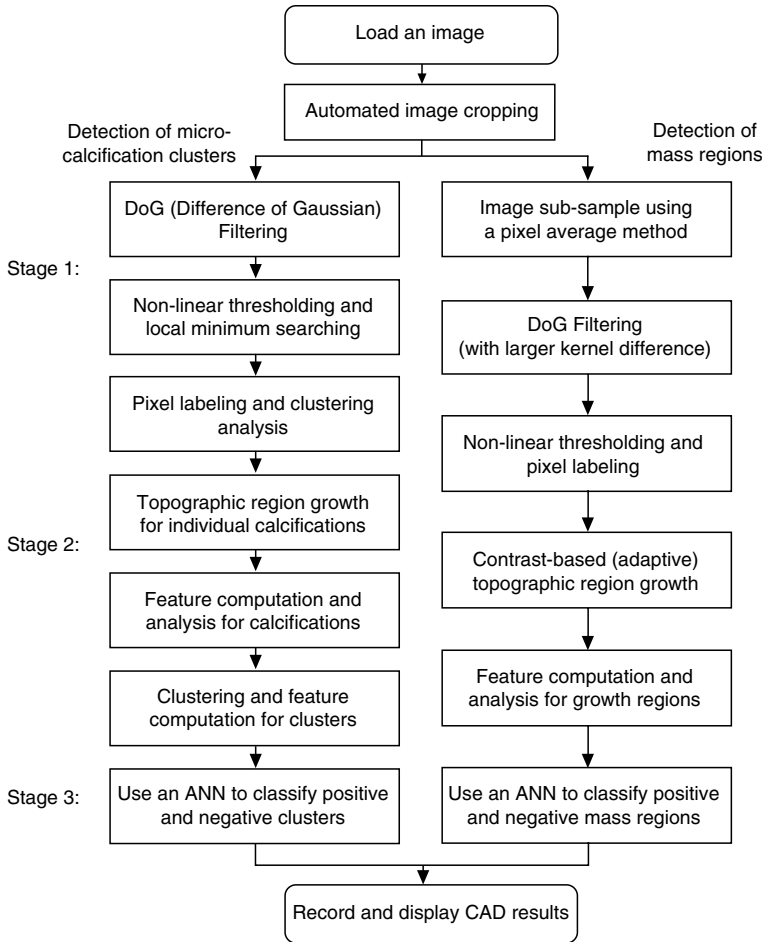 Load an image
Automated image cropping
Detection of micro-
calcification clusters
Detection of
mass regions
DoG (Difference of Gaussian)
Filtering
Image sub-sample using
a pixel average method
Stage 1:
Non-linear thresholding and
local minimum searching
DoG Filtering
(with larger kernel difference)
Pixel labeling and clustering
analysis
Non-linear thresholding and
pixel labeling
Topographic region growth
for individual calcifications
Stage 2:
Contrast-based (adaptive)
topographic region growth
Feature computation and
analysis for calcifications
Feature computation and
analysis for growth regions
Clustering and feature
computation for clusters
Stage 3:
Use an ANN to classify positive
and negative clusters
Use an ANN to classify positive
and negative mass regions
Record and display CAD results